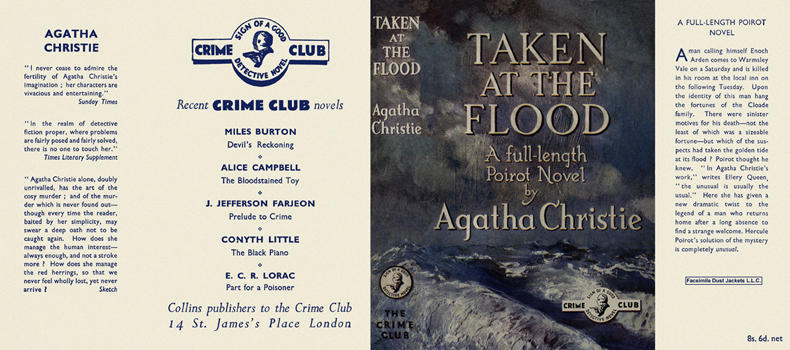 AGATHA
CHRISTIE
"I never cease to admire the
fertility of Agatha Christie's
imagination ; her characters are
vivacious and entertaining."
Sunday Times
"In the realm of detective
fiction proper, where problems
are fairly posed and fairly solved,
there is no one to touch her."
Times Literary Supplement
"Agatha Christie alone, doubly
unrivalled, has the art of the
cosy murder ; and of the mur-
der which is never found out—
though every time the reader,
baited by her simplicity, may
swear a deep oath not to be
caught again. How does she
manage the human interest—
always enough, and not a stroke
more ? How does she manage
the red herrings, so that we
never feel wholly lost, yet never
arrive ?
Sketch
SIGN OF A GOOD
CRIME CLUB
DETECTIVE NOVEL
Recent CRIME CLUB novels
MILES BURTON
Devil's Reckoning
ALICE CAMPBELL
The Bloodstained Toy
J. JEFFERSON FARJEON
Prelude to Crime
CONYTH LITTLE
The Black Piano
E. C. R. LORAC
Part for a Poisoner
Collins publishers to the Crime Club
14 St. James's Place London
TAKEN
AT
THE
FLOOD
Agatha
Christie
THE
CRIME
CLUB
TAKEN
AT THE
FLOOD
A full-length
Poirot Novel
by
Agatha Christie
SIGN OF A GOOD
CRIME CLUB
DETECTIVE NOVEL
A FULL-LENGTH POIROT
NOVEL
A man calling himself Enoch
Arden comes to Warmsley
Vale on a Saturday and is killed
in his room at the local inn on
the following Tuesday. Upon
the identity of this man hang
the fortunes of the Cloade
family. There were sinister
motives for his death—not the
least of which was a sizeable
fortune—but which of the sus-
pects had taken the golden tide
at its flood ? Poirot thought he
knew. "In Agatha Christie's
work," writes Ellery Queen,
"the unusual is usually the
usual." Here she has given a
new dramatic twist to the
legend of a man who returns
home after a long absence to
find a strange welcome. Hercule
Poirot's solution of the mystery
is completely unusual.
Facsimile Dust Jackets L.L.C.
8s. 6d. net